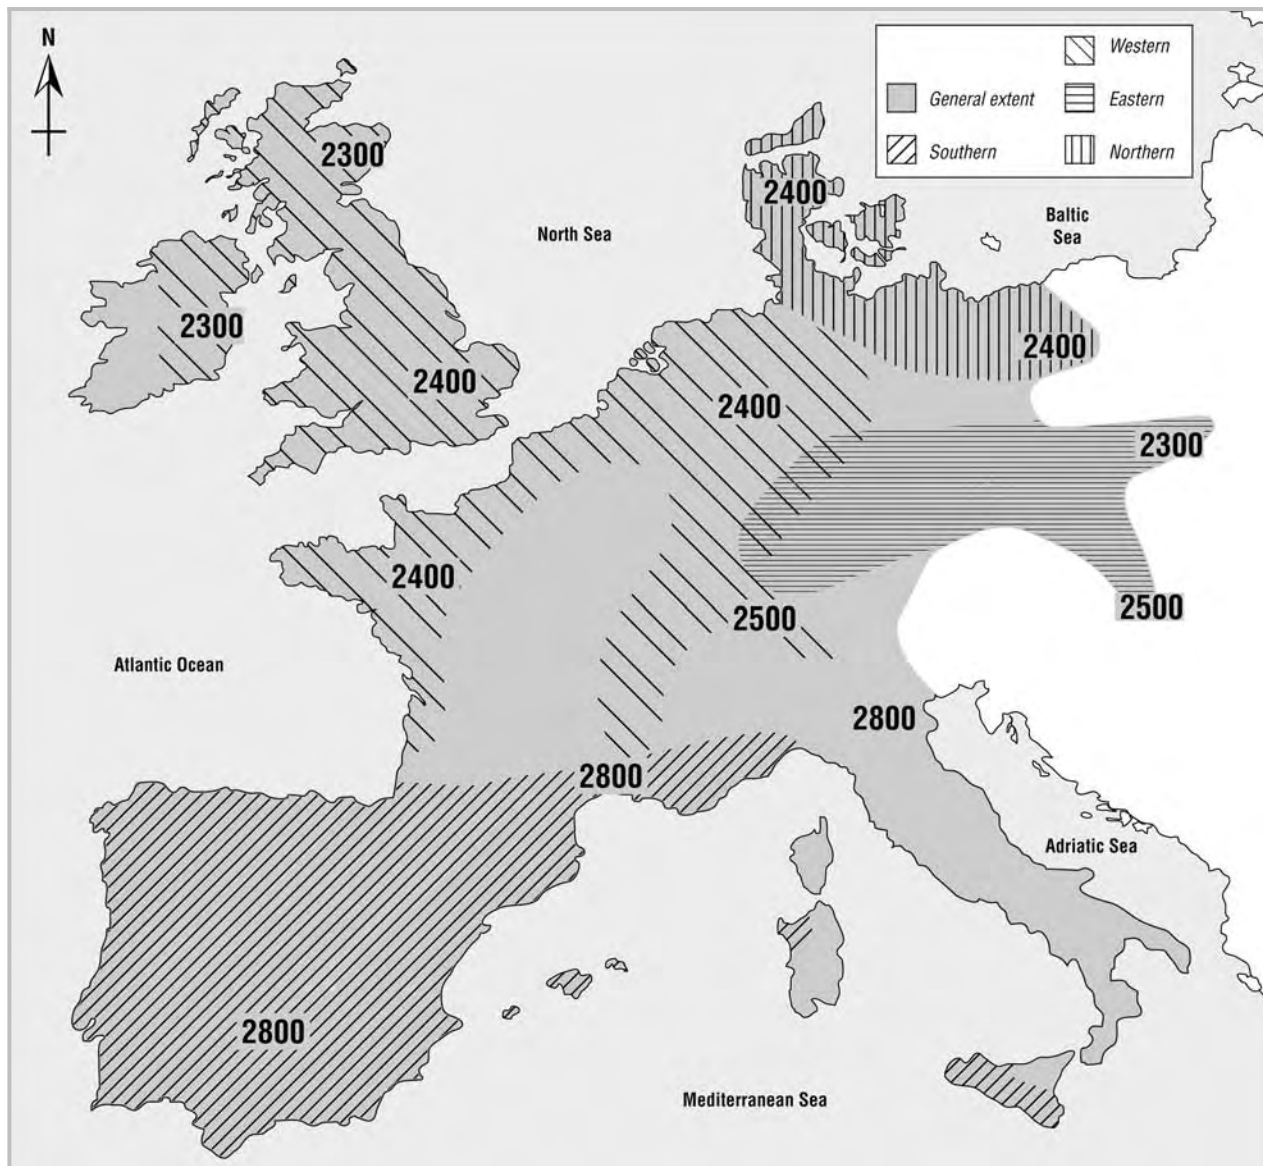 N
Western
General extent
Eastern
Southern
Northern
2300
2400
North Sea
Baltic
Sea
2300
2400
2400
2400
2300
2400
2500
2500
2400
Atlantic Ocean
2800
2800
Adriatic Sea
2800
Mediterranean Sea